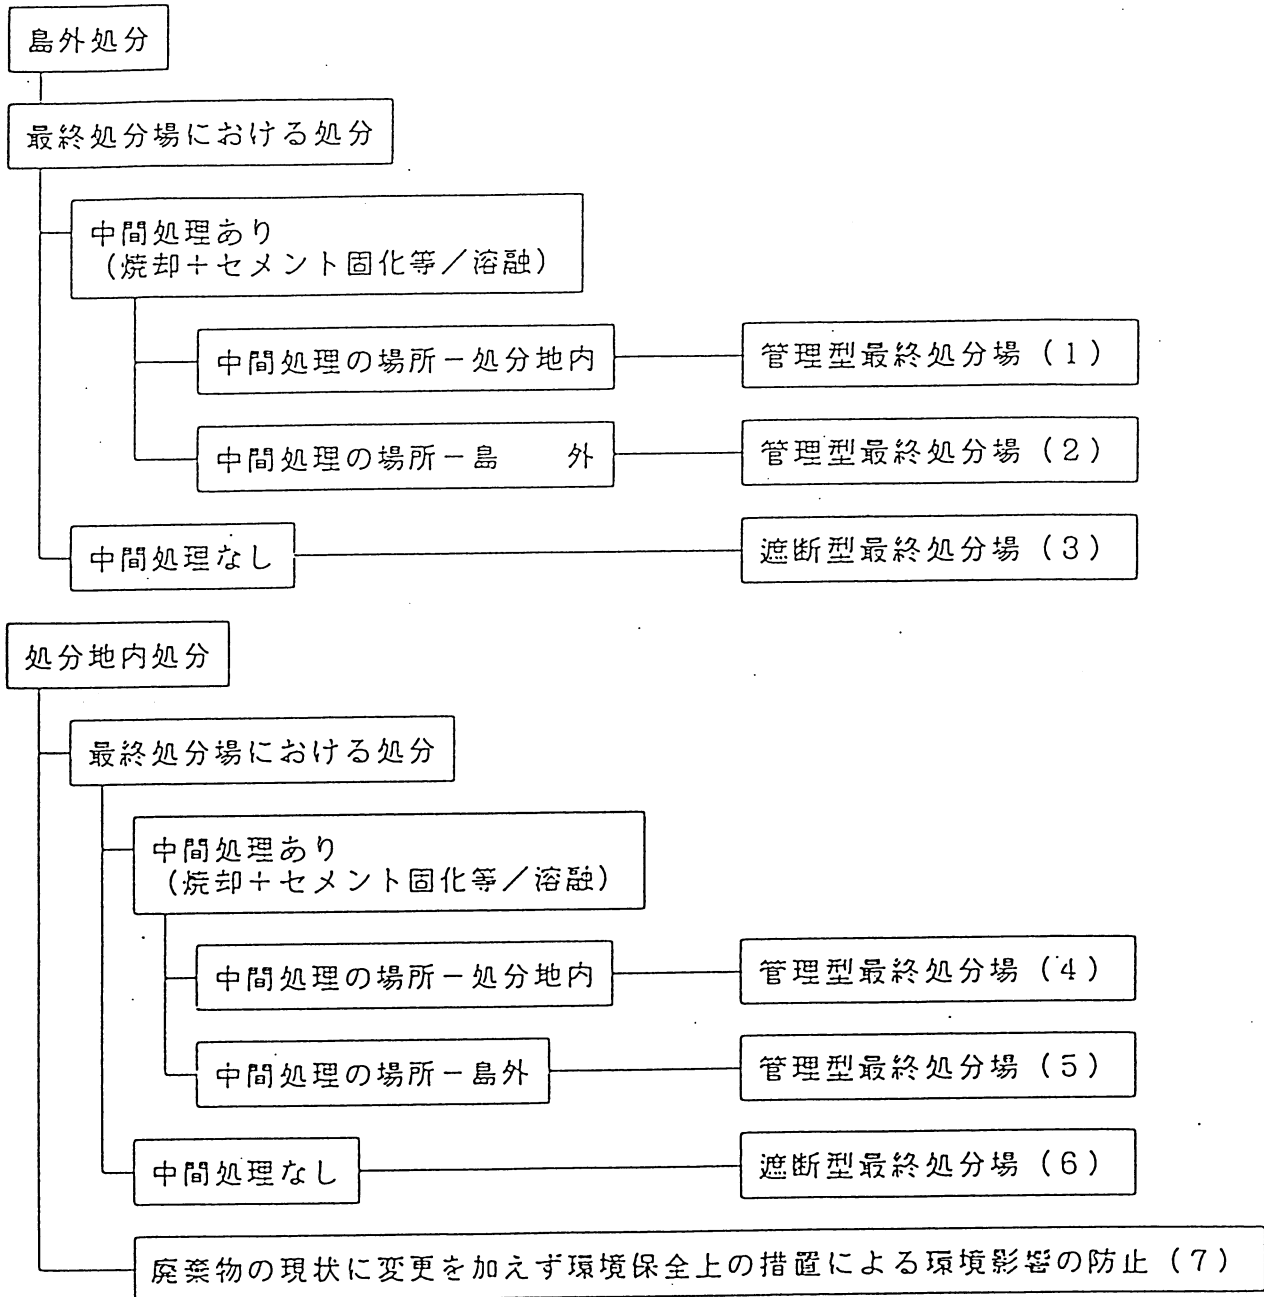 島外処分
最終処分場における処分
中間処理あり
(焼却+セメント固化等/溶融)
中間処理の場所-処分地内
管理型最終処分場(1)
中間処理の場所-島　外
管理型最終処分場(2)
中間処理なし
遮断型最終処分場(3)
処分地内処分
最終処分場における処分
中間処理あり
(焼却+セメント固化等/溶融)
中間処理の場所-処分地内
管理型最終処分場(4)
中間処理の場所-島外
管理型最終処分場(5)
中間処理なし
遮断型最終処分場(6)
廃棄物の現状に変更を加えず環境保全上の措置による環境影響の防止(7)